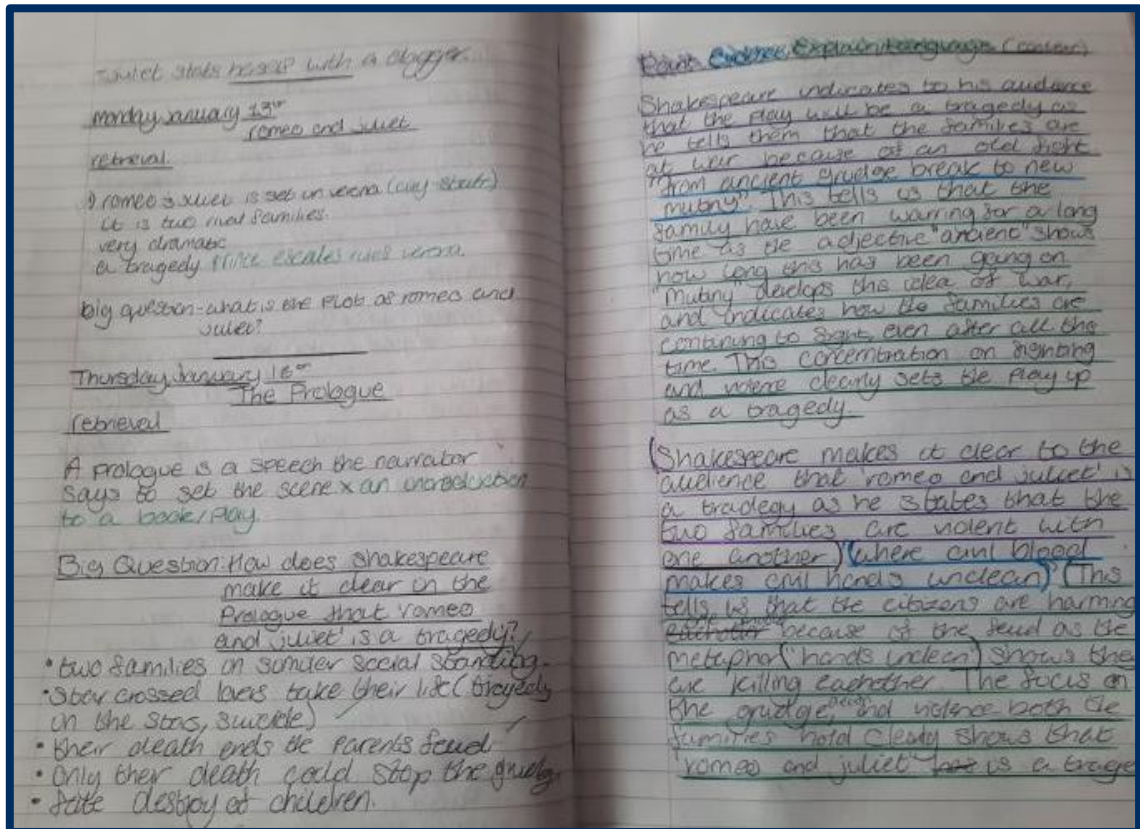 Juliet stabs herself with a dagger.
monday January 13th
romeo and juliet
retrieval
romeo & juliet is set in verona (city state)
it is two rival families.
very dramatic
a tragedy Prince escales rules verona.
big question - what is the Plot of romeo and
juliet?
Thursday January 16th
The Prologue
retrieval
A prologue is a speech the narrator
says to set the scene x an introduction
to a book/Play.
Big Question: How does shakespeare
make it clear in the
Prologue that 'romeo
and juliet' is a tragedy?
• two families in similar social standing.
• Star crossed lovers take their life (tragedy
in the stars, suicide)
• their death ends the Parents feud
• Only their death could stop the grudge
• fate destroy of children.
Point Evidence Explain Language (context)
Shakespeare indicates to his audience
that the Play will be a tragedy as
he tells them that the families are
at war because of an old fight
"from ancient grudge break to new
mutiny". This tells us that the
family have been warring for a long
time as the adjective "ancient" shows
how long this has been going on.
"Mutiny" develops this idea of war,
and indicates how the families are
continuing to fight, even after all this
time. This concentration on fighting
and violence clearly sets the Play up
as a tragedy.
(Shakespeare makes it clear to the
audience that 'romeo and juliet' is
a tradegy as he states that the
two families are violent with
one another) "(where civil blood
makes civil hands unclean)" (This
tells us that the citizens are harming
eachother because of the feud as the
metaphor ("hands unclean") shows they
are killing eachother The focus on
the grudge, and violence both the
families hold clearly shows that
'romeo and juliet' is a trage